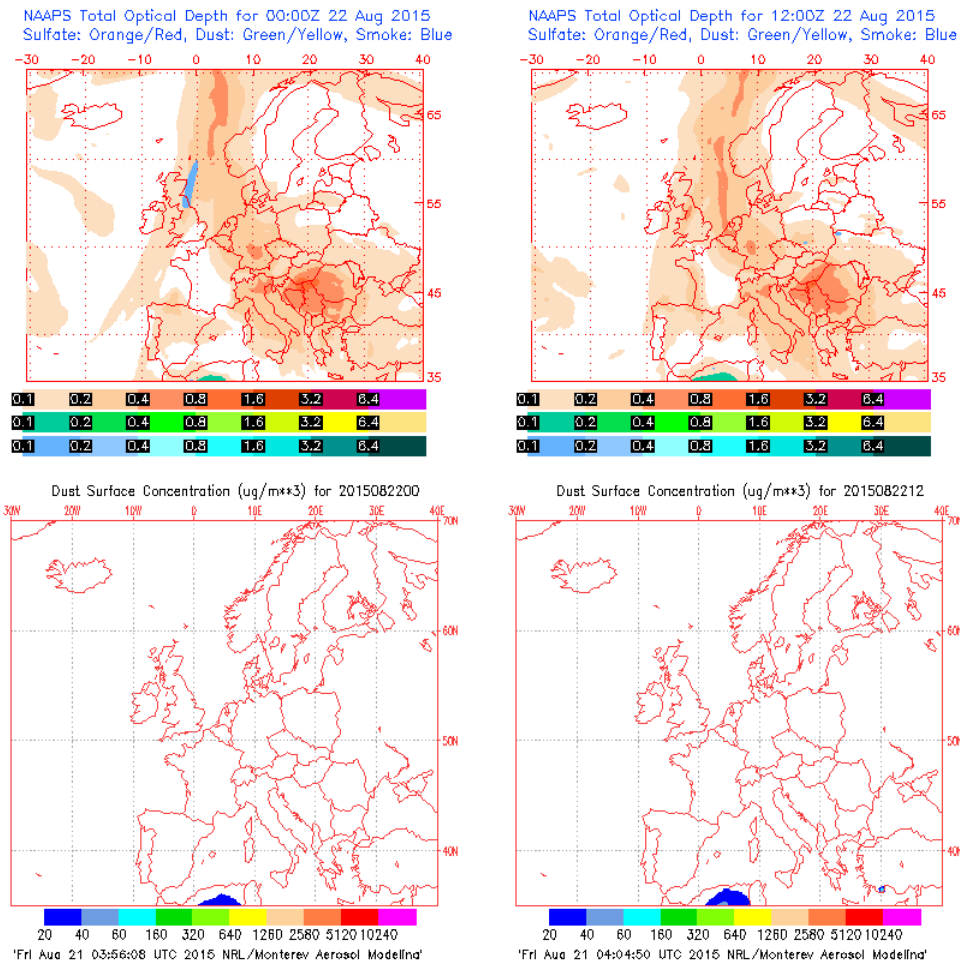 NAAPS Total Optical Depth for 00:00Z 22 Aug 2015
Sulfate: Orange/Red, Dust: Green/Yellow, Smoke: Blue
-30 -20 -10 0 10 20 30 40
65
55
45
35
0.1 0.2 0.4 0.8 1.6 3.2 6.4
0.1 0.2 0.4 0.8 1.6 3.2 6.4
0.1 0.2 0.4 0.8 1.6 3.2 6.4
NAAPS Total Optical Depth for 12:00Z 22 Aug 2015
Sulfate: Orange/Red, Dust: Green/Yellow, Smoke: Blue
-30 -20 -10 0 10 20 30 40
65
55
45
35
0.1 0.2 0.4 0.8 1.6 3.2 6.4
0.1 0.2 0.4 0.8 1.6 3.2 6.4
0.1 0.2 0.4 0.8 1.6 3.2 6.4
Dust Surface Concentration (ug/m**3) for 2015082200
30W 20W 10W 0 10E 20E 30E 40E
70N
60N
50N
40N
20 40 60 160 320 640 1260 2580 5120 10240
'Fri Aug 21 03:56:08 UTC 2015 NRL/Monterey Aerosol Modeling'
Dust Surface Concentration (ug/m**3) for 2015082212
30W 20W 10W 0 10E 20E 30E 40E
70N
60N
50N
40N
20 40 60 160 320 640 1260 2580 5120 10240
'Fri Aug 21 04:04:50 UTC 2015 NRL/Monterey Aerosol Modeling'